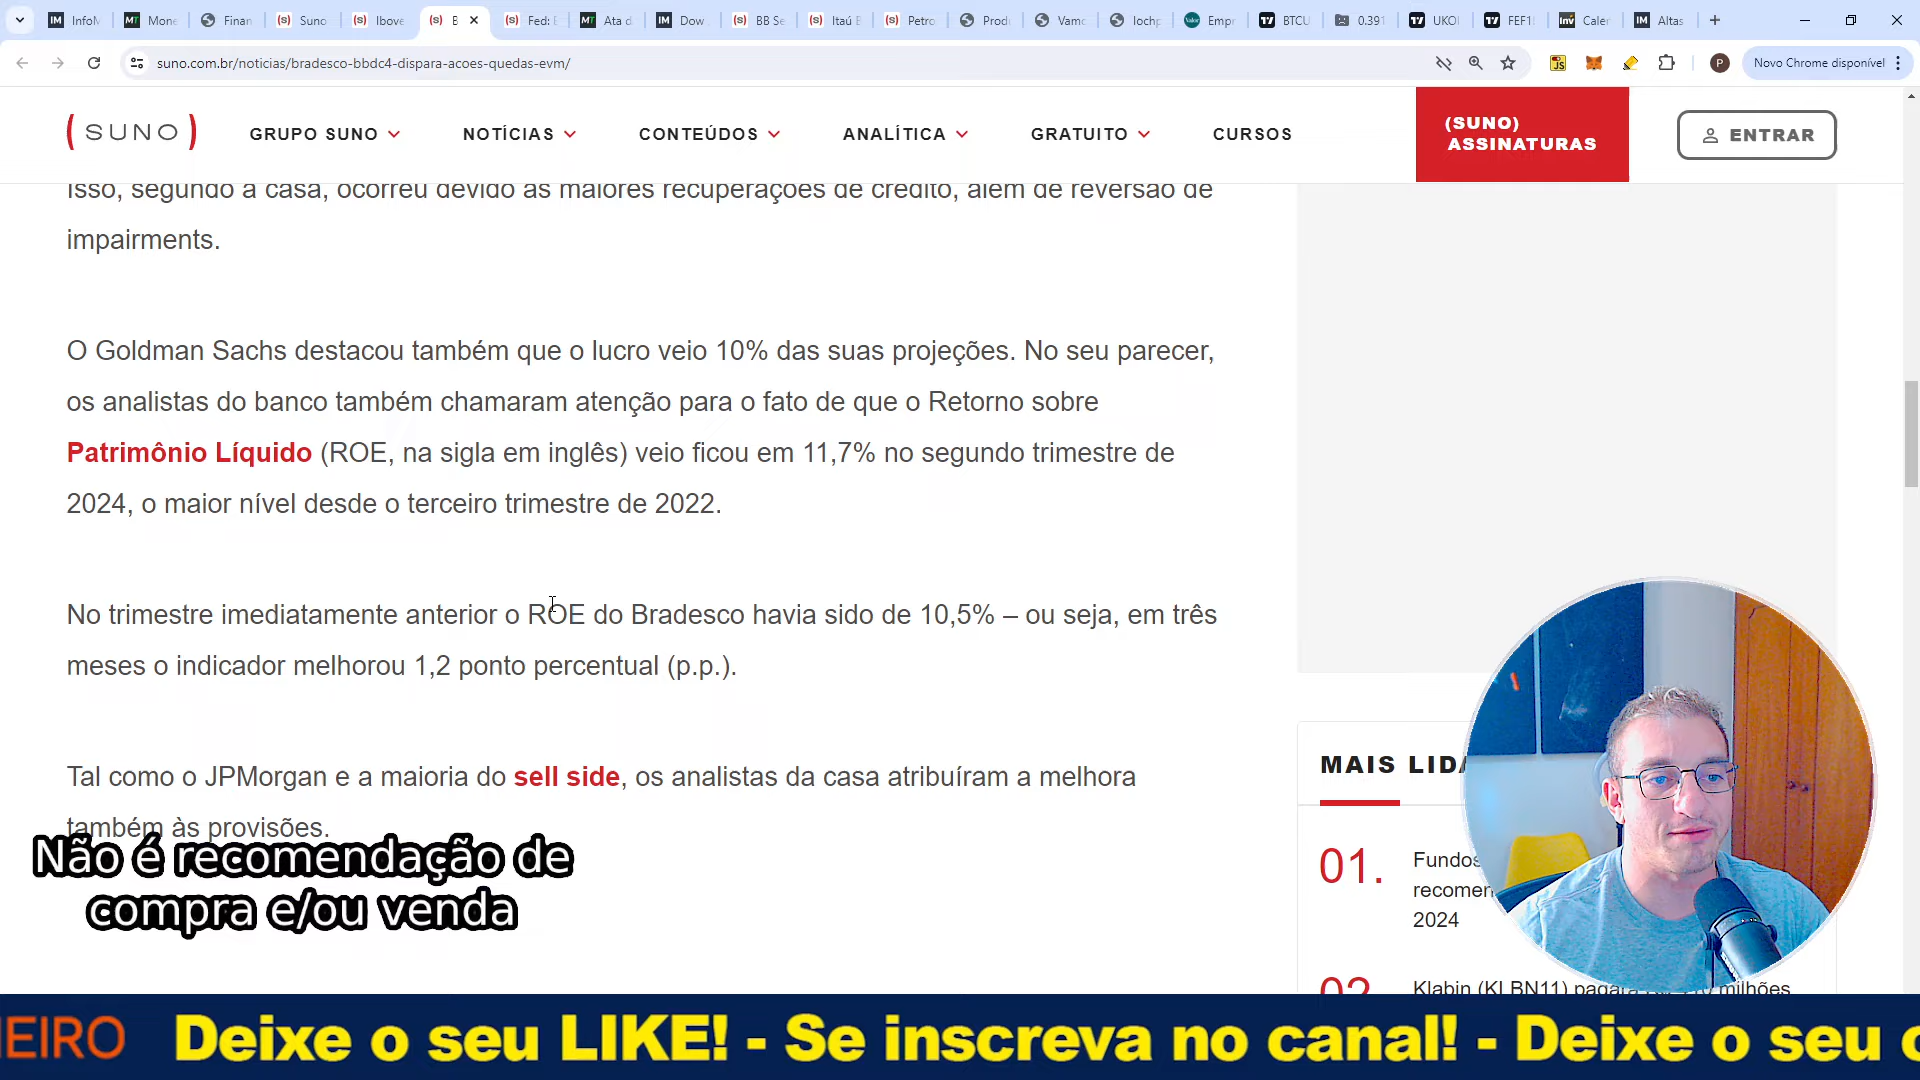 InfoM
Mone
Finan
Suno
Ibove
B
Fed: E
Ata d
Dow
BB Se
Itaú E
Petro
Produ
Vamo
Iochp
Empr
BTCU
0.391
UKOI
FEF1!
Caler
Altas
suno.com.br/noticias/bradesco-bbdc4-dispara-acoes-quedas-evm/
Novo Chrome disponível
(SUNO)
GRUPO SUNO
NOTÍCIAS
CONTEÚDOS
ANALÍTICA
GRATUITO
CURSOS
(SUNO)
ASSINATURAS
ENTRAR
Isso, segundo a casa, ocorreu devido às maiores recuperações de crédito, além de reversão de
impairments.
O Goldman Sachs destacou também que o lucro veio 10% das suas projeções. No seu parecer,
os analistas do banco também chamaram atenção para o fato de que o Retorno sobre
Patrimônio Líquido (ROE, na sigla em inglês) veio ficou em 11,7% no segundo trimestre de
2024, o maior nível desde o terceiro trimestre de 2022.
No trimestre imediatamente anterior o ROE do Bradesco havia sido de 10,5% – ou seja, em três
meses o indicador melhorou 1,2 ponto percentual (p.p.).
Tal como o JPMorgan e a maioria do sell side, os analistas da casa atribuíram a melhora
também às provisões.
Não é recomendação de
compra e/ou venda
MAIS LIDA
01.
Fundos
recomen
2024
02
Klabin (KLBN11) pagará milhões
EIRO Deixe o seu LIKE! - Se inscreva no canal! - Deixe o seu c